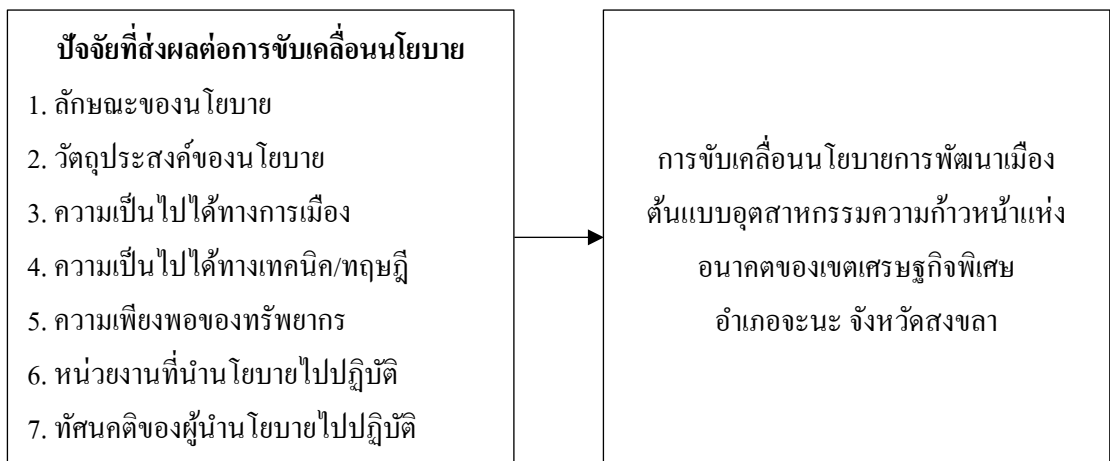 ปัจจัยที่ส่งผลต่อการขับเคลื่อนนโยบาย
1. ลักษณะของนโยบาย
2. วัตถุประสงค์ของนโยบาย
3. ความเป็นไปได้ทางการเมือง
4. ความเป็นไปได้ทางเทคนิค/ทฤษฎี
5. ความเพียงพอของทรัพยากร
6. หน่วยงานที่นำนโยบายไปปฏิบัติ
7. ทัศนคติของผู้นำนโยบายไปปฏิบัติ
การขับเคลื่อนนโยบายการพัฒนาเมือง
ต้นแบบอุตสาหกรรมความก้าวหน้าแห่ง
อนาคตของเขตเศรษฐกิจพิเศษ
อำเภอจะนะ จังหวัดสงขลา